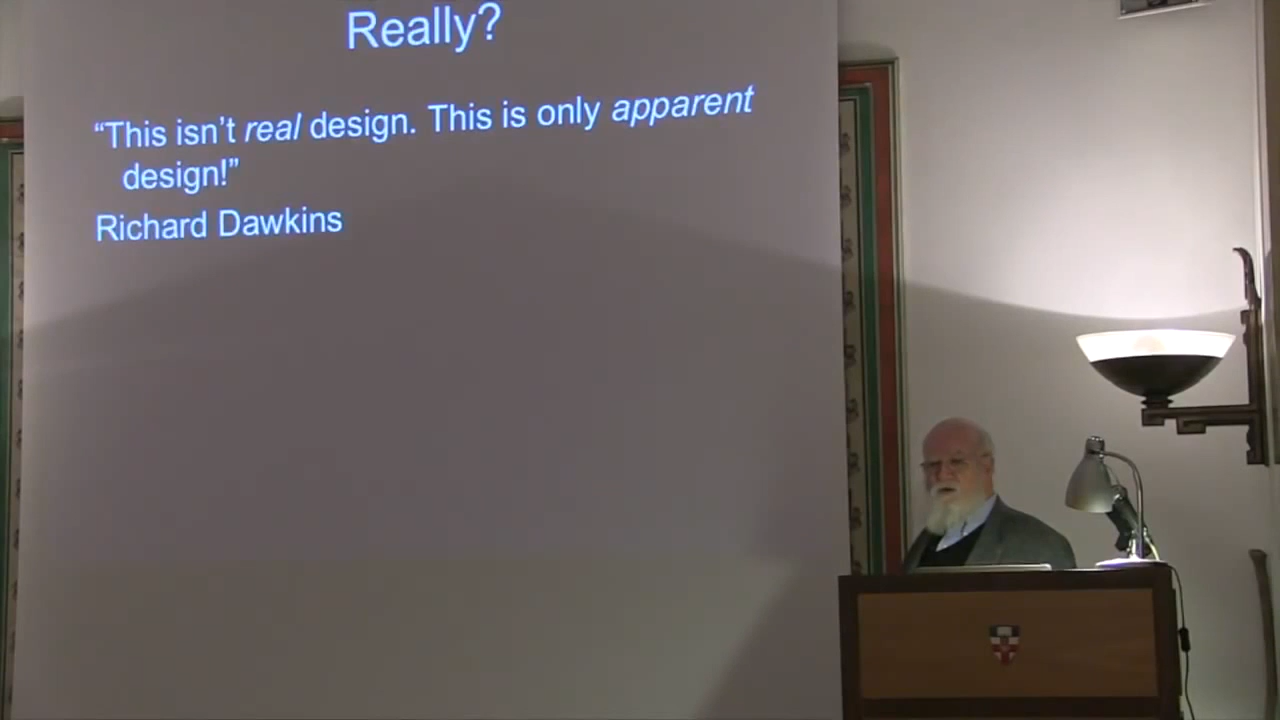 Really?
“This isn’t real design. This is only apparent
design!”
Richard Dawkins